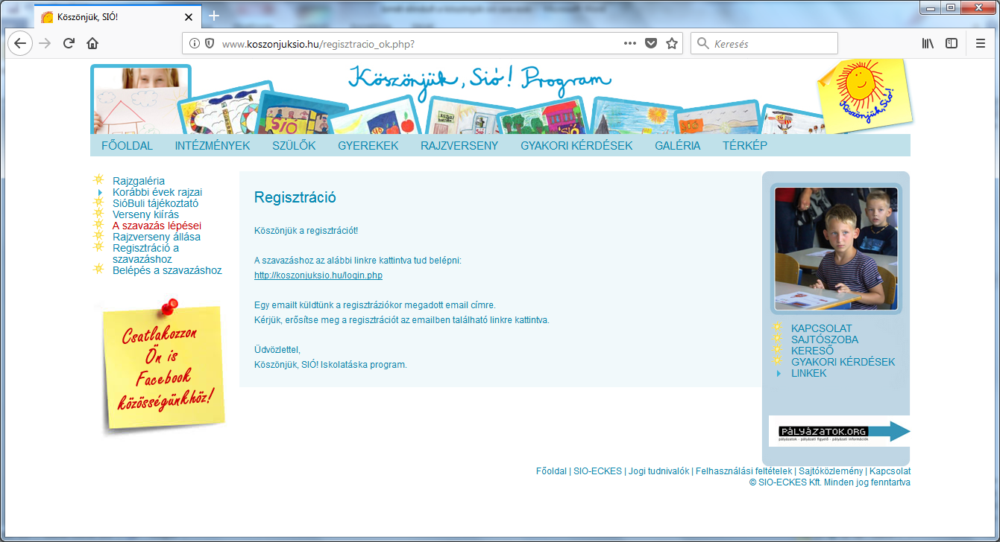 Köszönjük, SIÓ!
www.koszonjuksio.hu/regisztracio_ok.php?
Keresés
Köszönjük, Sió! Program
SIÓ
Köszönjük, Sió!
FŐOLDAL INTÉZMÉNYEK SZÜLŐK GYEREKEK RAJZVERSENY GYAKORI KÉRDÉSEK GALÉRIA TÉRKÉP
Rajzgaléria
Korábbi évek rajzai
SióBuli tájékoztató
Verseny kiírás
A szavazás lépései
Rajzverseny állása
Regisztráció a
szavazáshoz
Belépés a szavazáshoz
Csatlakozzon
Ön is
Facebook
közösségünkhöz!
Regisztráció
Köszönjük a regisztrációt!
A szavazáshoz az alábbi linkre kattintva tud belépni:
http://koszonjuksio.hu/login.php
Egy emailt küldtünk a regisztráziókor megadott email címre.
Kérjük, erősítse meg a regisztrációt az emailben található linkre kattintva.
Üdvözlettel,
Köszönjük, SIÓ! Iskolatáska program.
KAPCSOLAT
SAJTÓSZOBA
KERESŐ
GYAKORI KÉRDÉSEK
LINKEK
PÁLYÁZATOK.ORG
pályázatok - pályázati figyelő - pályázati információk
Főoldal | SIO-ECKES | Jogi tudnivalók | Felhasználási feltételek | Sajtóközlemény | Kapcsolat
© SIO-ECKES Kft. Minden jog fenntartva